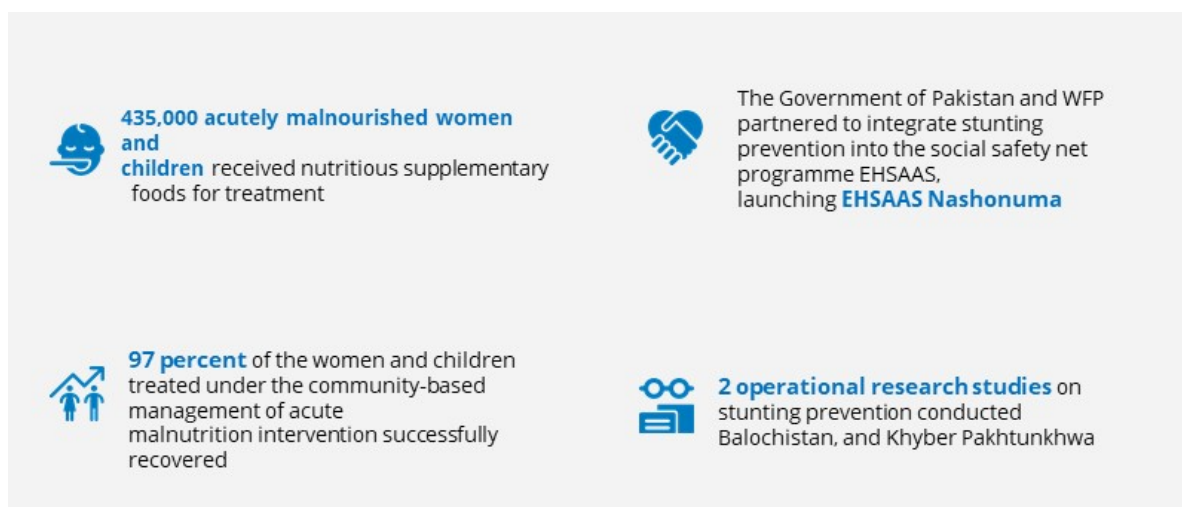 435,000 acutely malnourished women
and
children received nutritious supplementary
foods for treatment
The Government of Pakistan and WFP
partnered to integrate stunting
prevention into the social safety net
programme EHSAAS,
launching EHSAAS Nashonuma
97 percent of the women and children
treated under the community-based
management of acute
malnutrition intervention successfully
recovered
2 operational research studies on
stunting prevention conducted
Balochistan, and Khyber Pakhtunkhwa